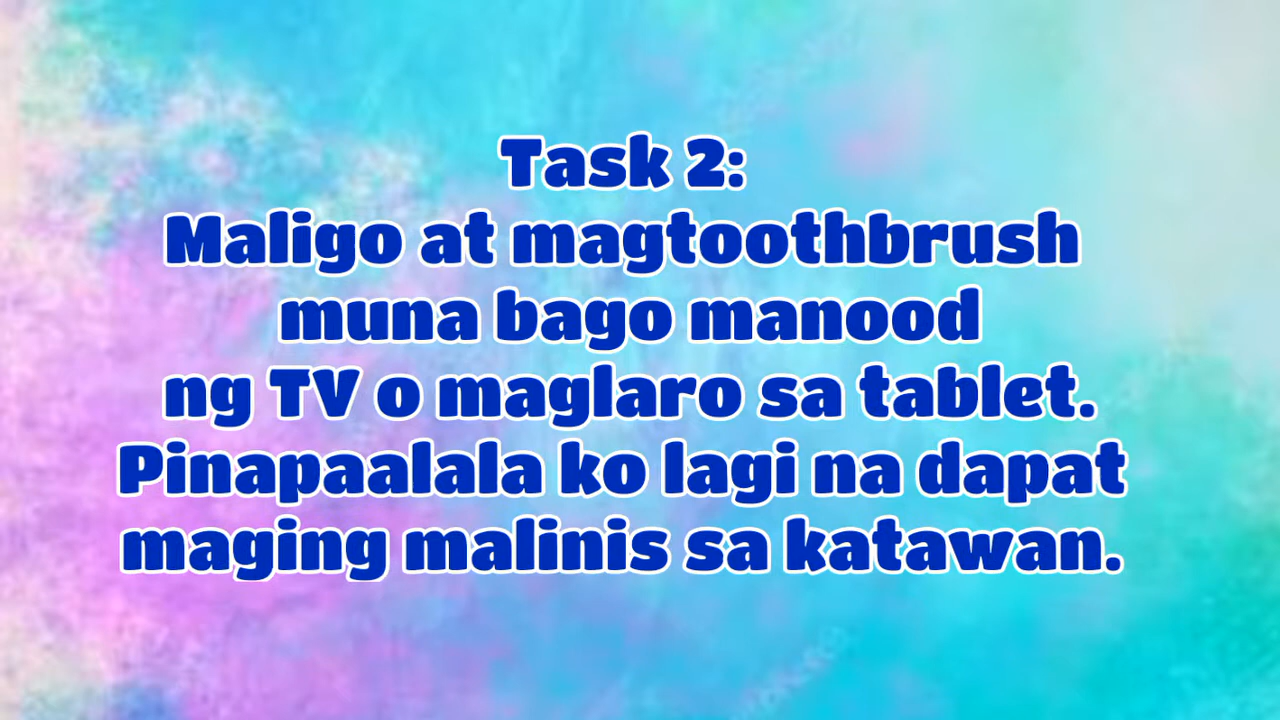 Task 2:
Maligo at magtoothbrush
muna bago manood
ng TV o maglaro sa tablet.
Pinapaalala ko lagi na dapat
maging malinis sa katawan.